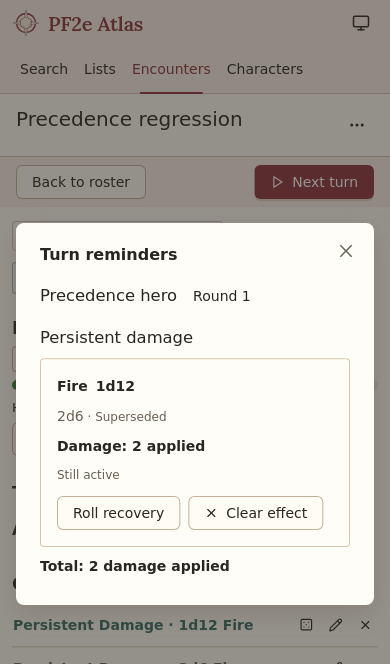 PF2e Atlas
Search Lists Encounters Characters
Precedence regression
Back to roster Next turn
Turn reminders
Precedence hero Round 1
Persistent damage
Fire 1d12
2d6 · Superseded
Damage: 2 applied
Still active
Roll recovery Clear effect
Total: 2 damage applied
Persistent Damage · 1d12 Fire